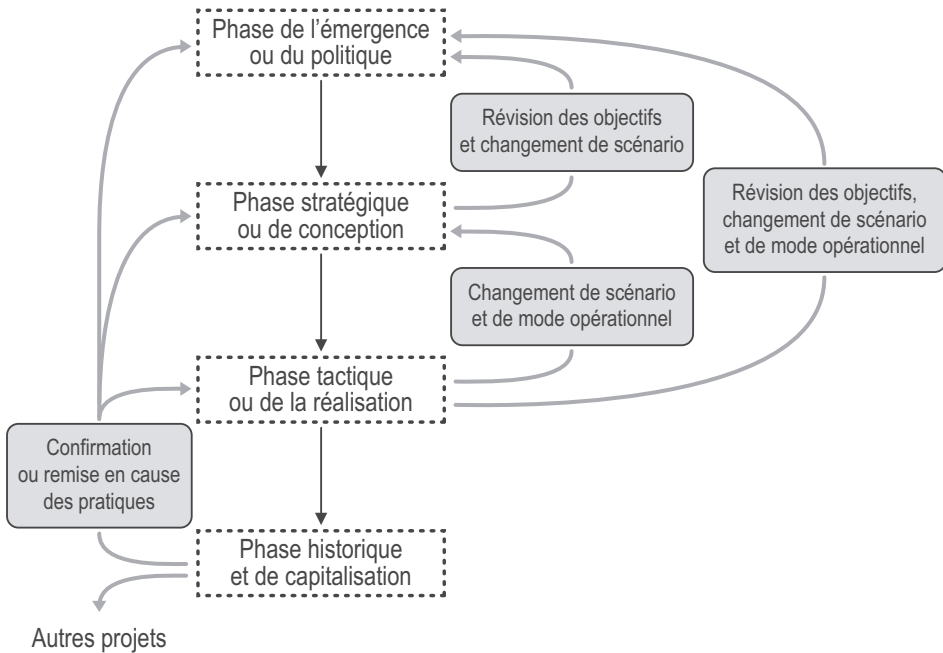 Phase de l’émergence
ou du politique
Révision des objectifs
et changement de scénario
Révision des objectifs,
changement de scénario
et de mode opérationnel
Phase stratégique
ou de conception
Changement de scénario
et de mode opérationnel
Phase tactique
ou de la réalisation
Confirmation
ou remise en cause
des pratiques
Phase historique
et de capitalisation
Autres projets